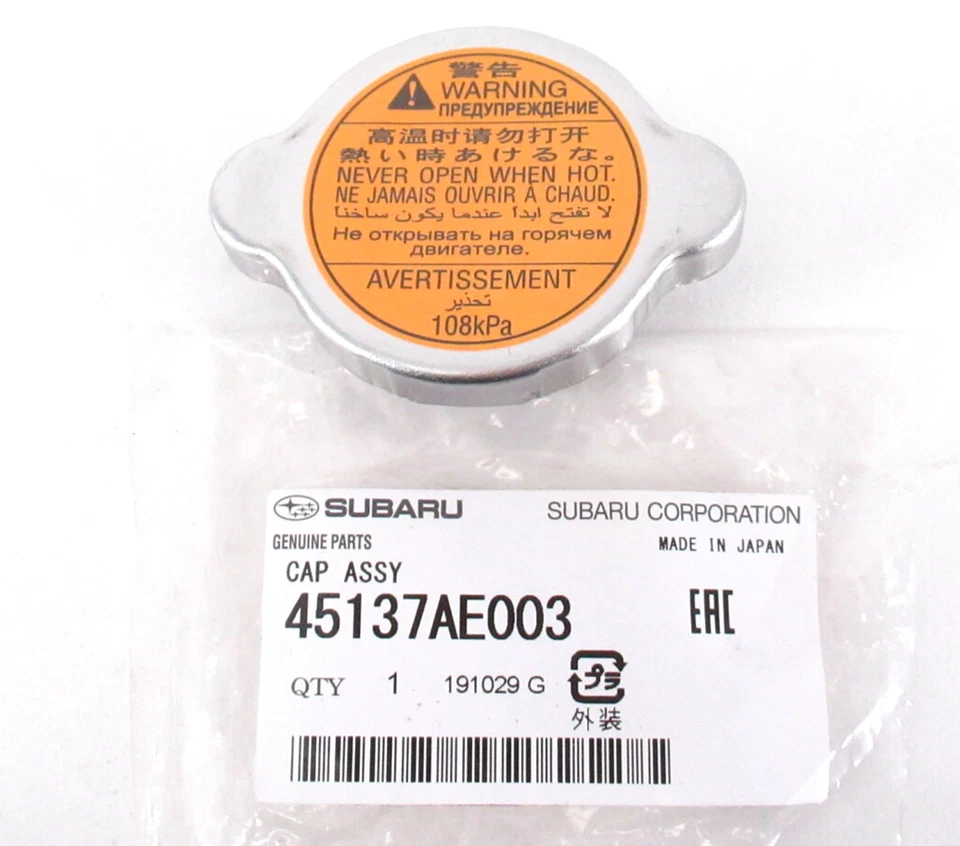 警告
WARNING
ПРЕДУПРЕЖДЕНИЕ
高温时请勿打开
熱い時あけるな。
NEVER OPEN WHEN HOT.
NE JAMAIS OUVRIR À CHAUD.
لا تفتح ابداً عندما يكون ساخناً
Не открывать на горячем
двигателе.
AVERTISSEMENT
تحذير
108kPa
SUBARU SUBARU CORPORATION
GENUINE PARTS MADE IN JAPAN
CAP ASSY
45137AE003 EAC
QTY 1 191029 G プラ
外装